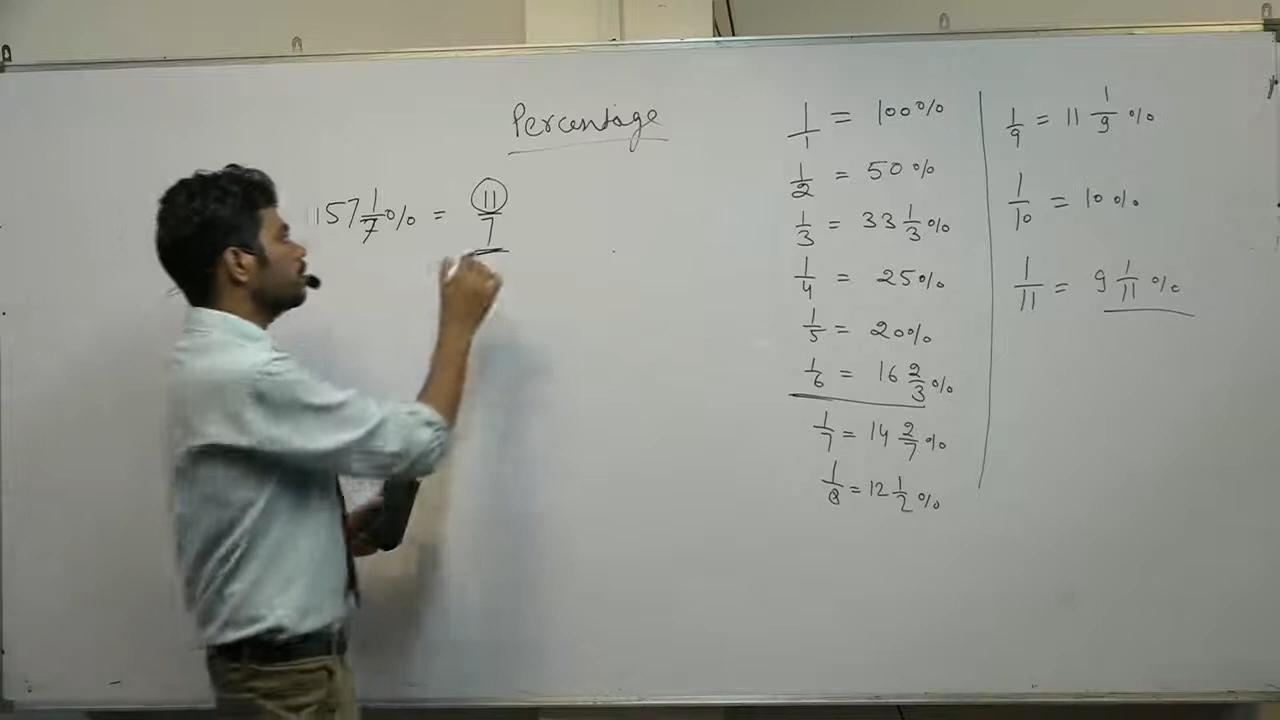 Percentage
157 1/7 % = 11/7
1/1 = 100%
1/2 = 50%
1/3 = 33 1/3 %
1/4 = 25%
1/5 = 20%
1/6 = 16 2/3 %
1/7 = 14 2/7 %
1/8 = 12 1/2 %
1/9 = 11 1/9 %
1/10 = 10%
1/11 = 9 1/11 %